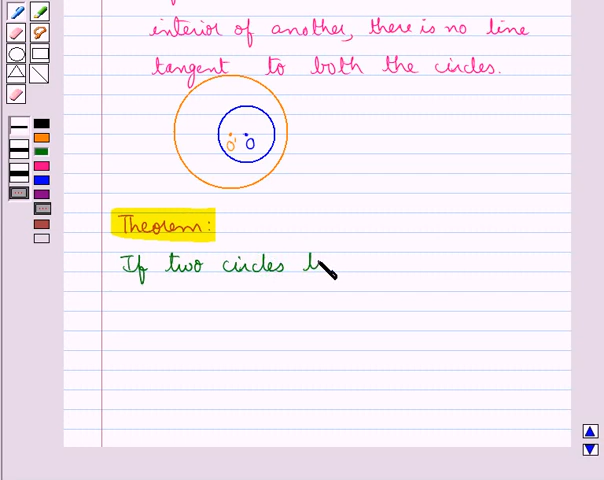 interior of another, there is no line
tangent to both the circles.
O' O
Theorem:
If two circles